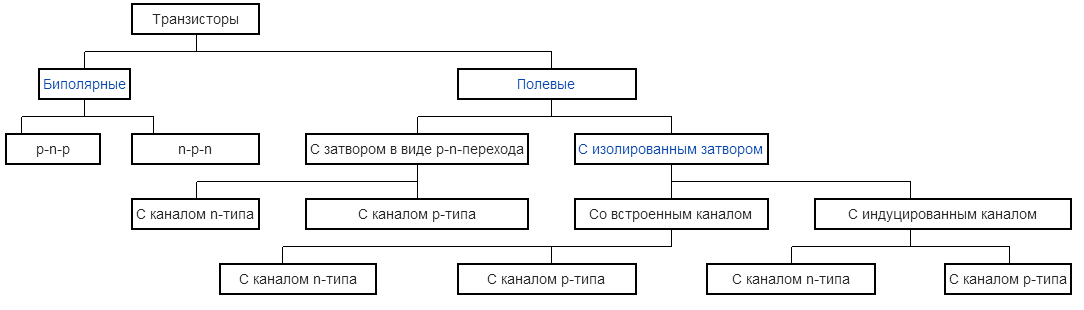 Транзисторы
Биполярные
Полевые
p-n-p
n-p-n
С затвором в виде p-n-перехода
С изолированным затвором
С каналом n-типа
С каналом p-типа
Со встроенным каналом
С индуцированным каналом
С каналом n-типа
С каналом p-типа
С каналом n-типа
С каналом p-типа